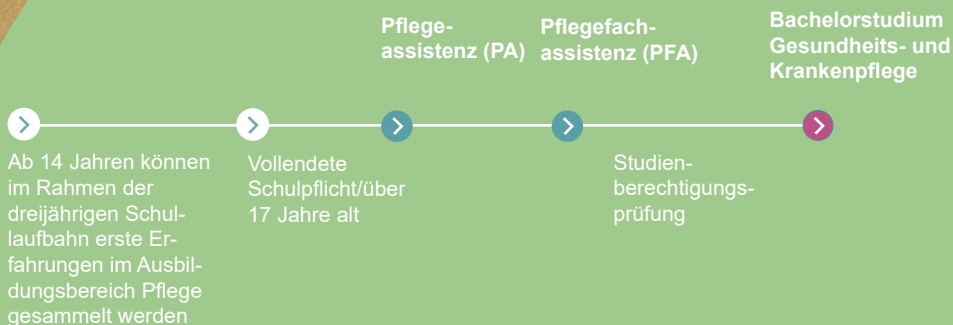 Pflege-
assistenz (PA)
Pflegefach-
assistenz (PFA)
Bachelorstudium
Gesundheits- und
Krankenpflege
Ab 14 Jahren können
im Rahmen der
dreijährigen Schul-
laufbahn erste Er-
fahrungen im Ausbil-
dungsbereich Pflege
gesammelt werden
Vollendete
Schulpflicht/über
17 Jahre alt
Studien-
berechtigungs-
prüfung